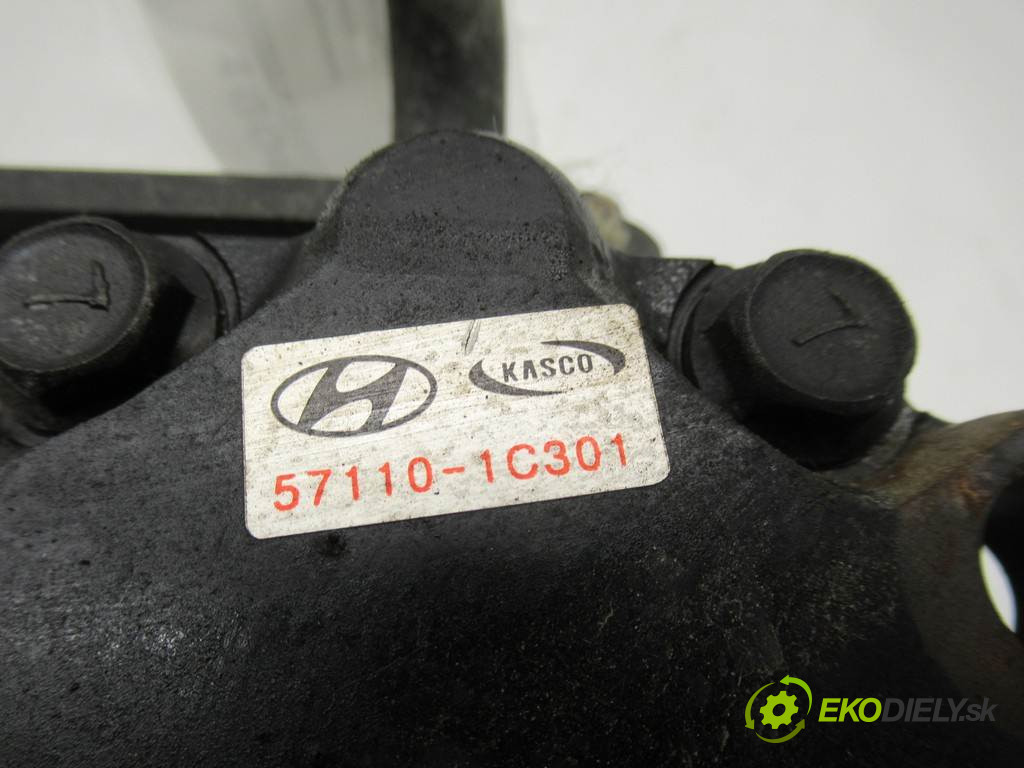 KASCO
57110-1C301
EKODIELY.sk